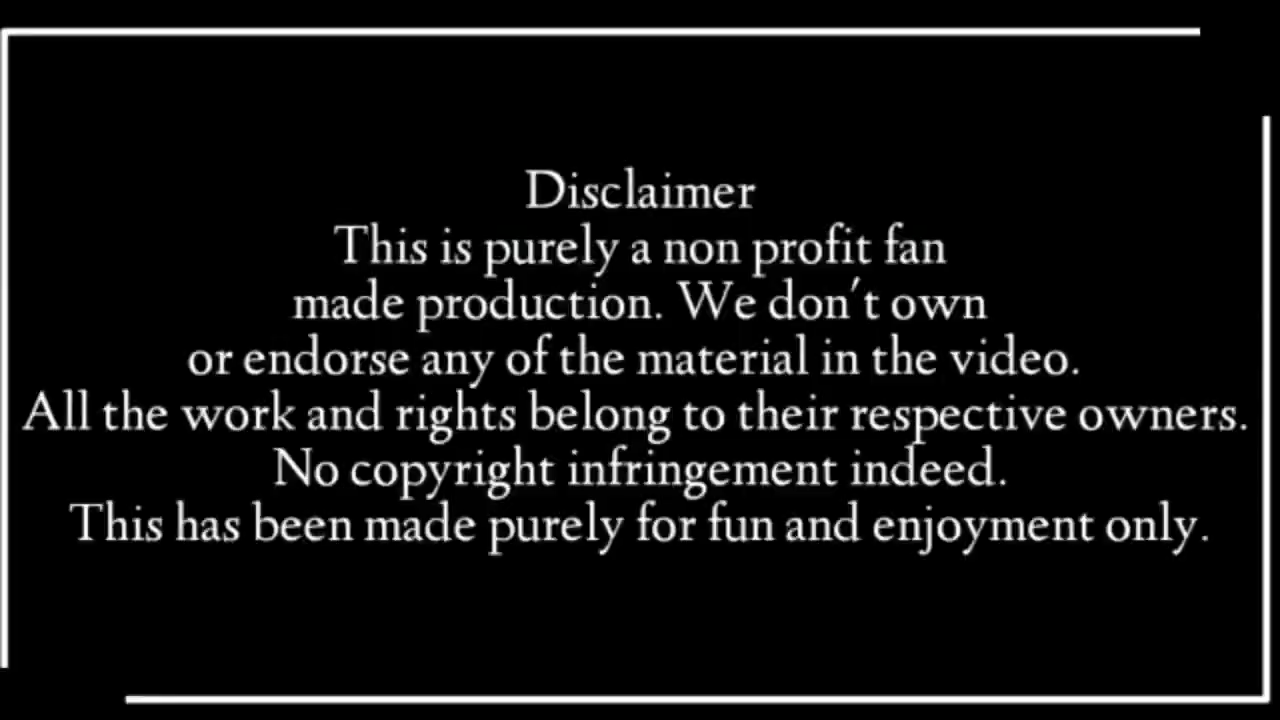 Disclaimer
This is purely a non profit fan
made production. We don't own
or endorse any of the material in the video.
All the work and rights belong to their respective owners.
No copyright infringement indeed.
This has been made purely for fun and enjoyment only.